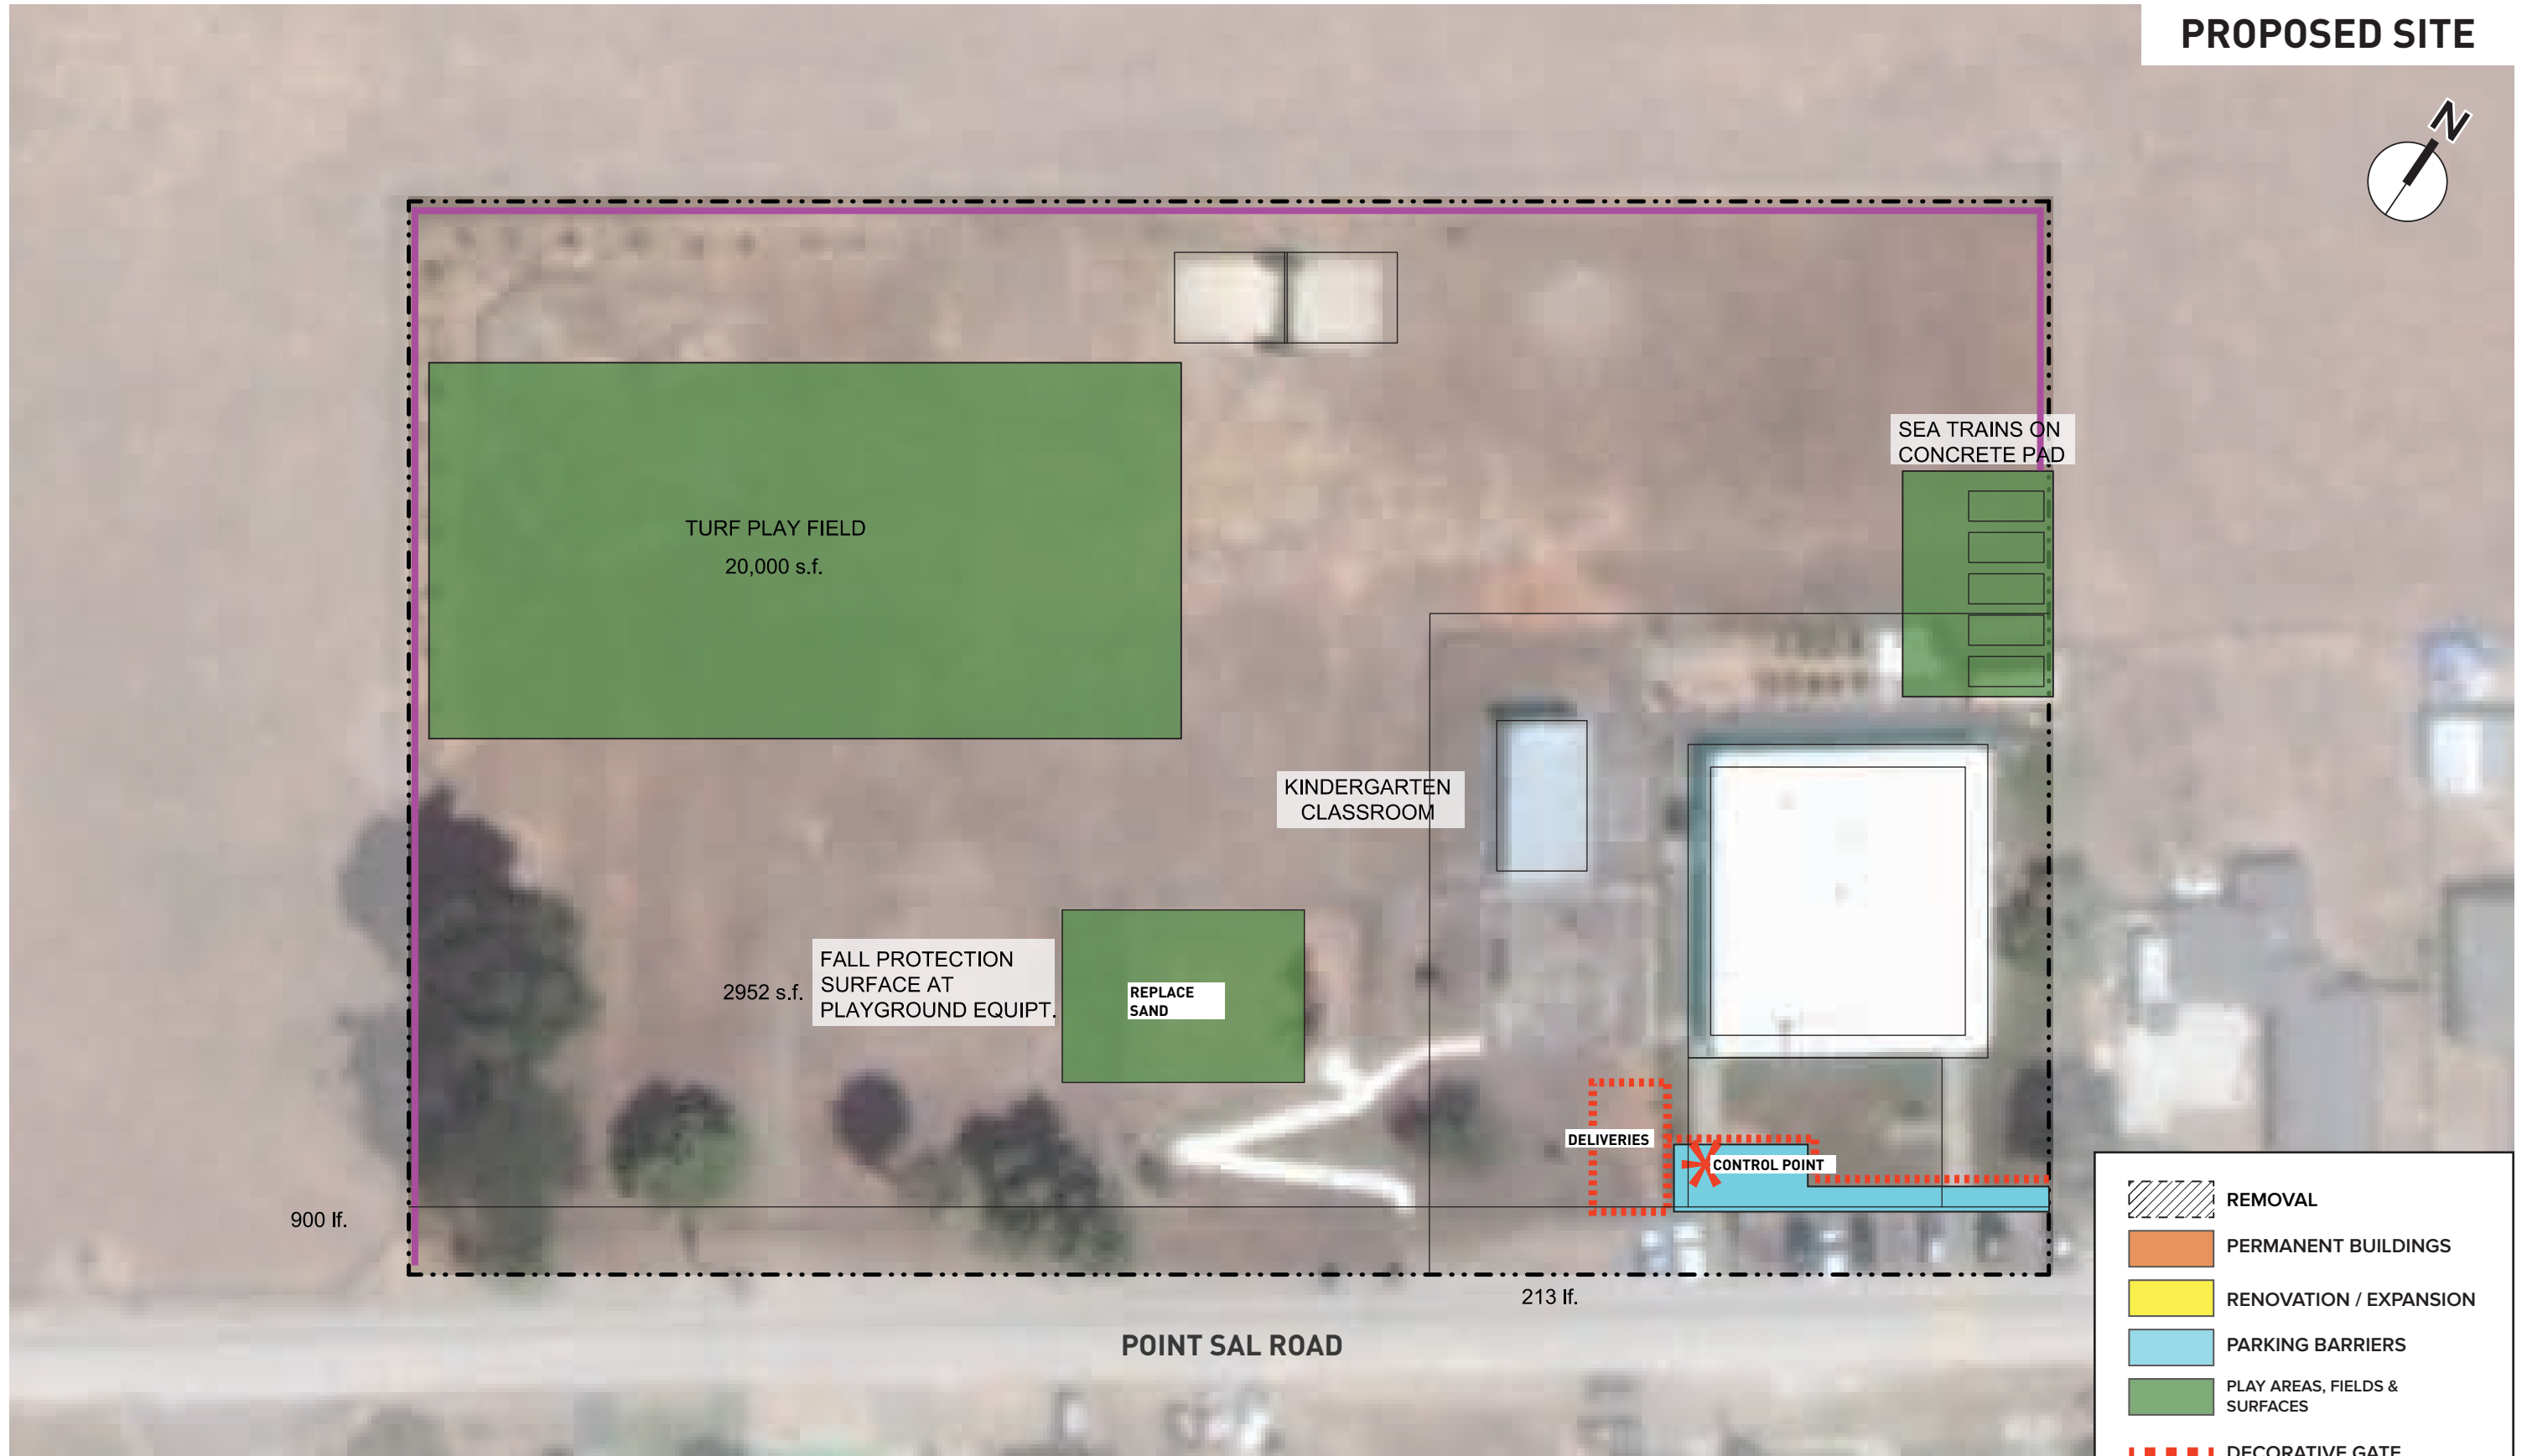 PROPOSED SITE
N
SEA TRAINS ON
CONCRETE PAD
TURF PLAY FIELD
20,000 s.f.
KINDERGARTEN
CLASSROOM
FALL PROTECTION
SURFACE AT
PLAYGROUND EQUIPT.
2952 s.f.
REPLACE
SAND
DELIVERIES
CONTROL POINT
900 lf.
213 lf.
POINT SAL ROAD
REMOVAL
PERMANENT BUILDINGS
RENOVATION / EXPANSION
PARKING BARRIERS
PLAY AREAS, FIELDS &
SURFACES
DECORATIVE GATE